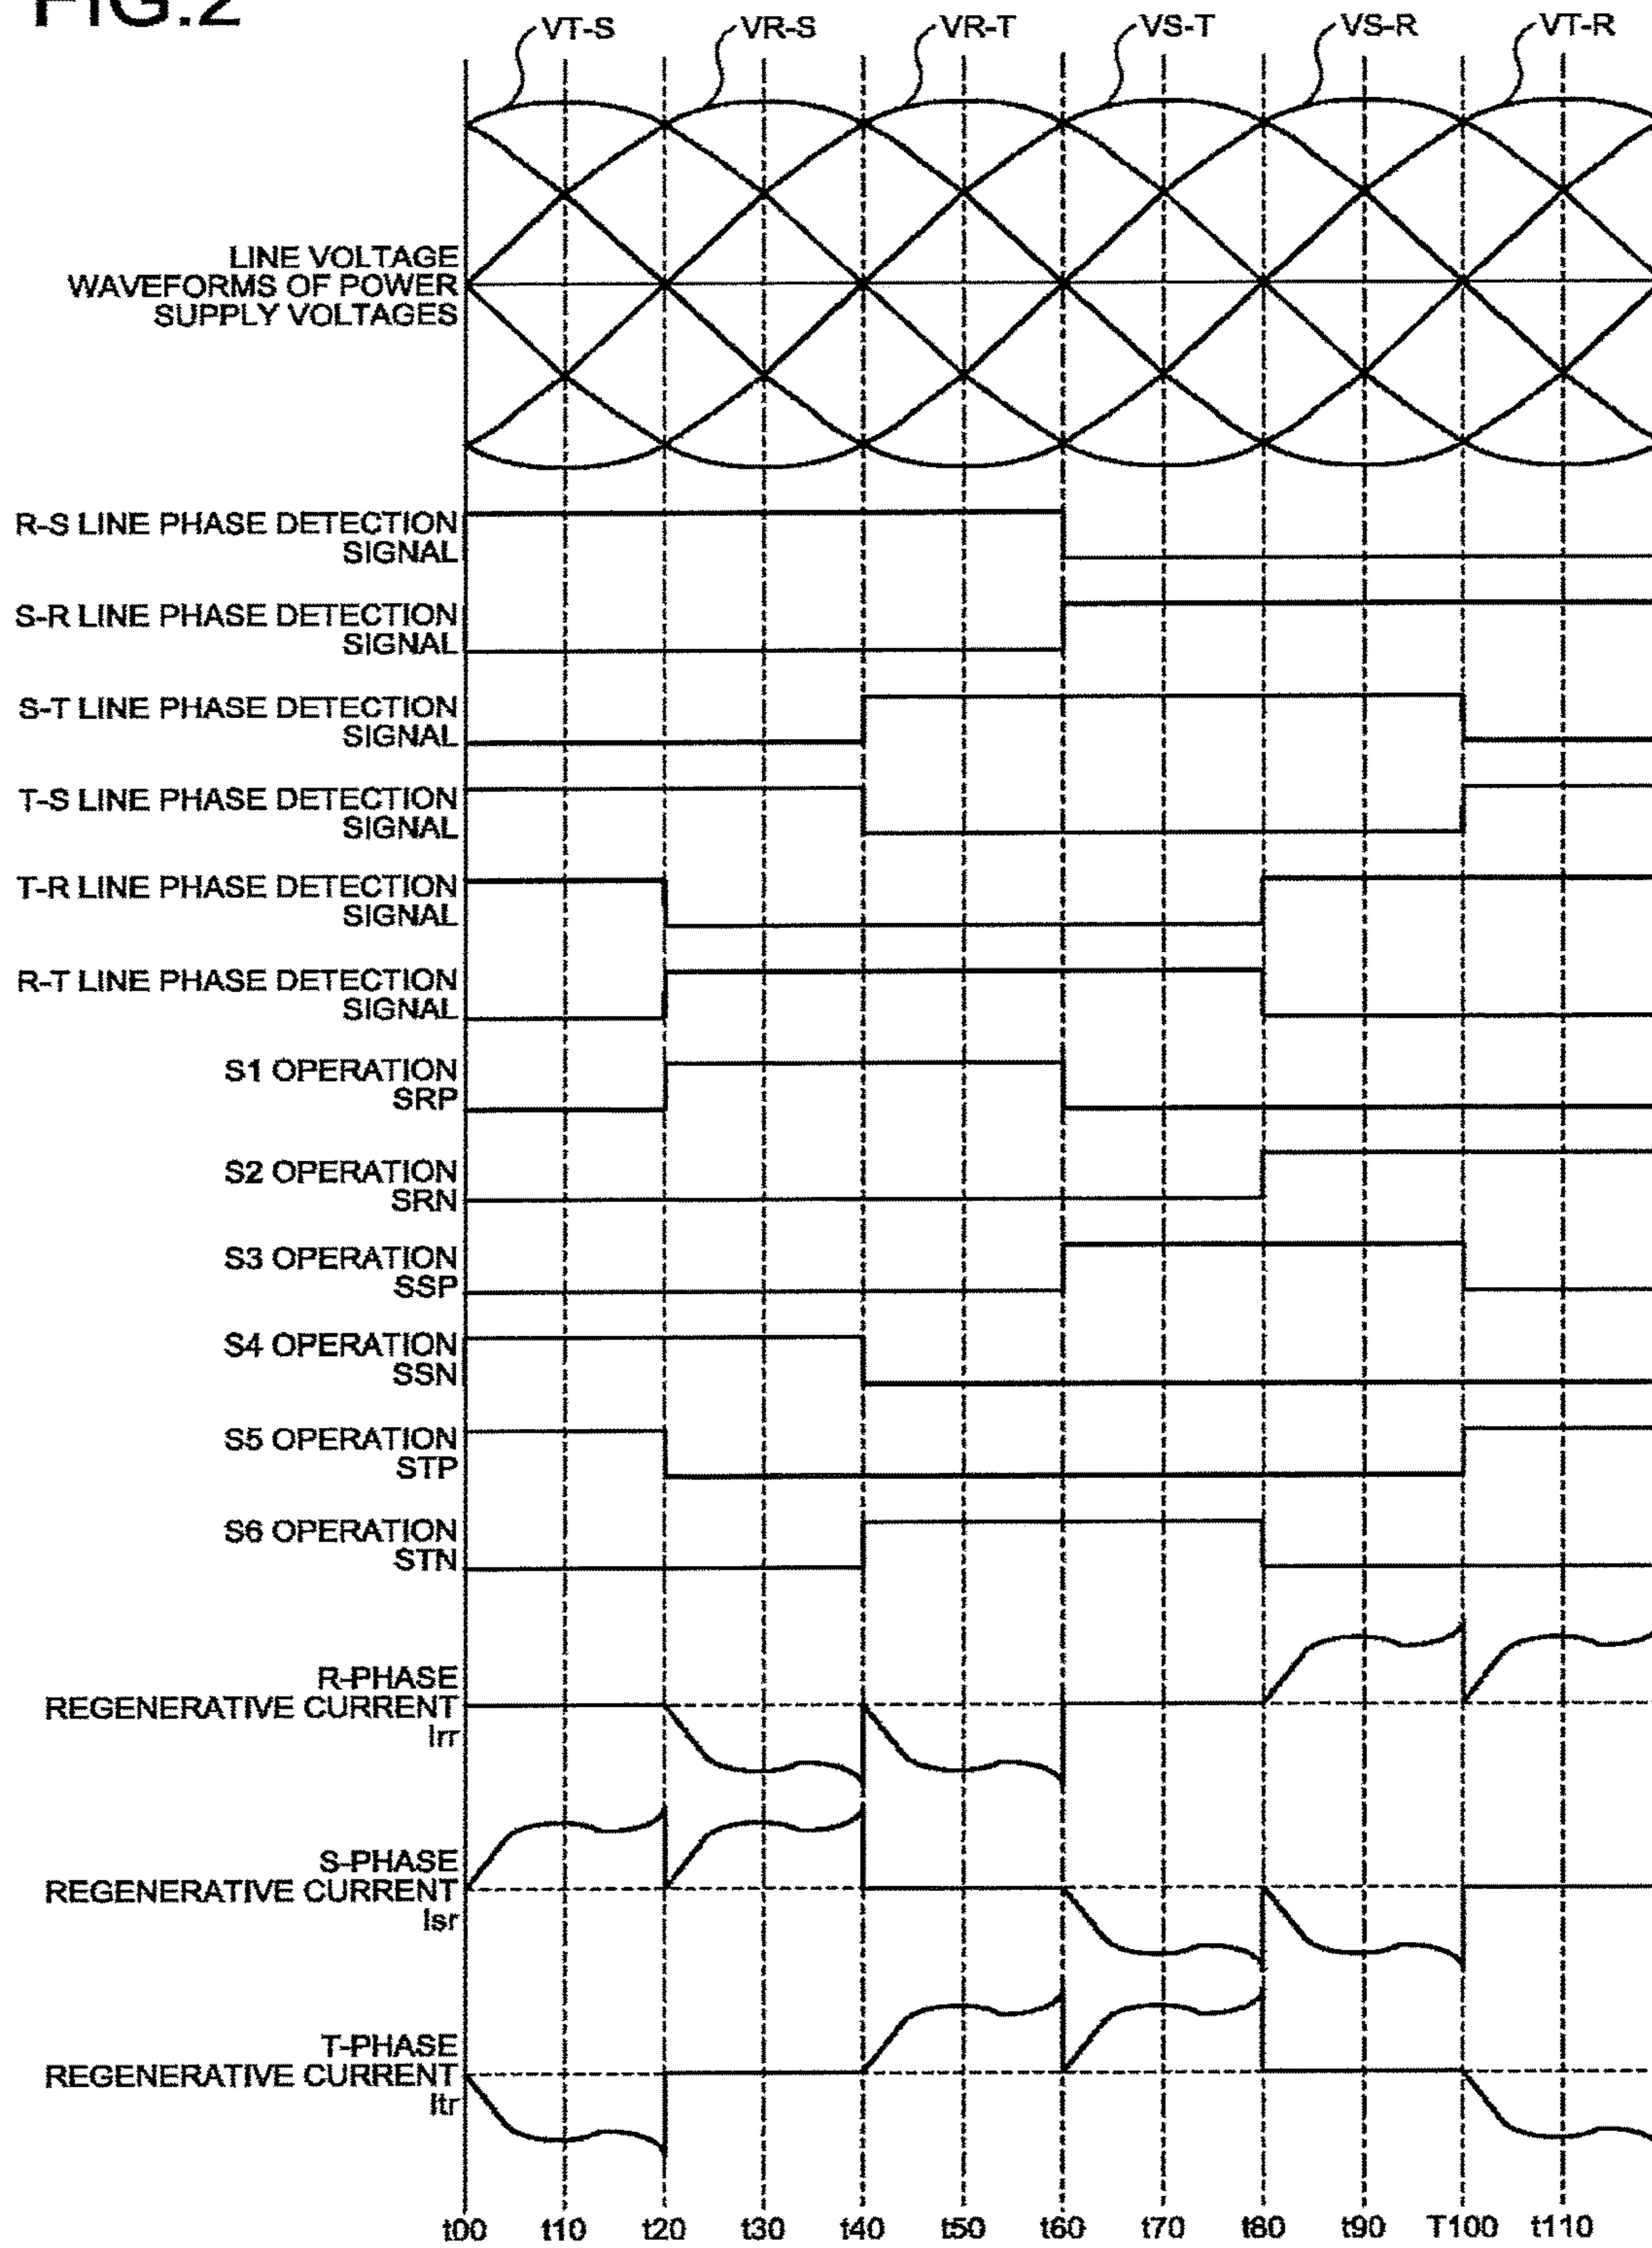 FIG.2
VT-S VR-S VR-T VS-T VS-R VT-R
LINE VOLTAGE
WAVEFORMS OF POWER
SUPPLY VOLTAGES
R-S LINE PHASE DETECTION
SIGNAL
S-R LINE PHASE DETECTION
SIGNAL
S-T LINE PHASE DETECTION
SIGNAL
T-S LINE PHASE DETECTION
SIGNAL
T-R LINE PHASE DETECTION
SIGNAL
R-T LINE PHASE DETECTION
SIGNAL
S1 OPERATION
SRP
S2 OPERATION
SRN
S3 OPERATION
SSP
S4 OPERATION
SSN
S5 OPERATION
STP
S6 OPERATION
STN
R-PHASE
REGENERATIVE CURRENT
Irr
S-PHASE
REGENERATIVE CURRENT
Isr
T-PHASE
REGENERATIVE CURRENT
Itr
t00 t10 t20 t30 t40 t50 t60 t70 t80 t90 T100 t110